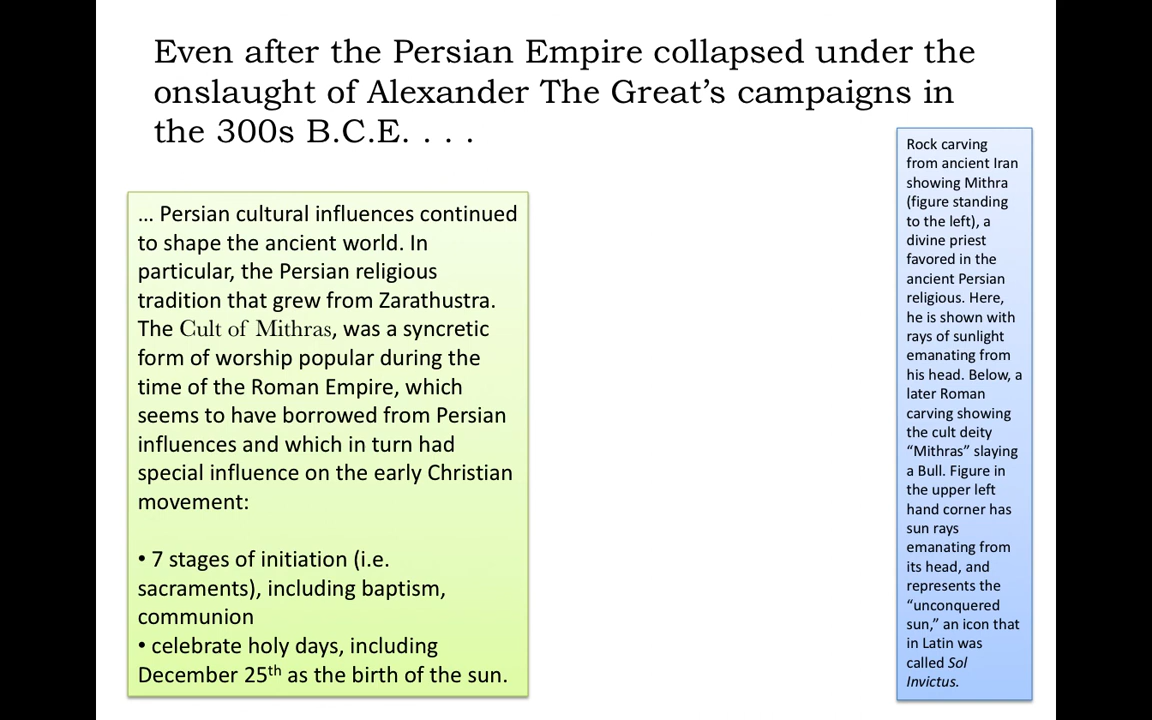 Even after the Persian Empire collapsed under the
onslaught of Alexander The Great’s campaigns in
the 300s B.C.E. . . .
… Persian cultural influences continued
to shape the ancient world. In
particular, the Persian religious
tradition that grew from Zarathustra.
The Cult of Mithras, was a syncretic
form of worship popular during the
time of the Roman Empire, which
seems to have borrowed from Persian
influences and which in turn had
special influence on the early Christian
movement:
• 7 stages of initiation (i.e.
sacraments), including baptism,
communion
• celebrate holy days, including
December 25th as the birth of the sun.
Rock carving
from ancient Iran
showing Mithra
(figure standing
to the left), a
divine priest
favored in the
ancient Persian
religious. Here,
he is shown with
rays of sunlight
emanating from
his head. Below, a
later Roman
carving showing
the cult deity
“Mithras” slaying
a Bull. Figure in
the upper left
hand corner has
sun rays
emanating from
its head, and
represents the
“unconquered
sun,” an icon that
in Latin was
called Sol
Invictus.